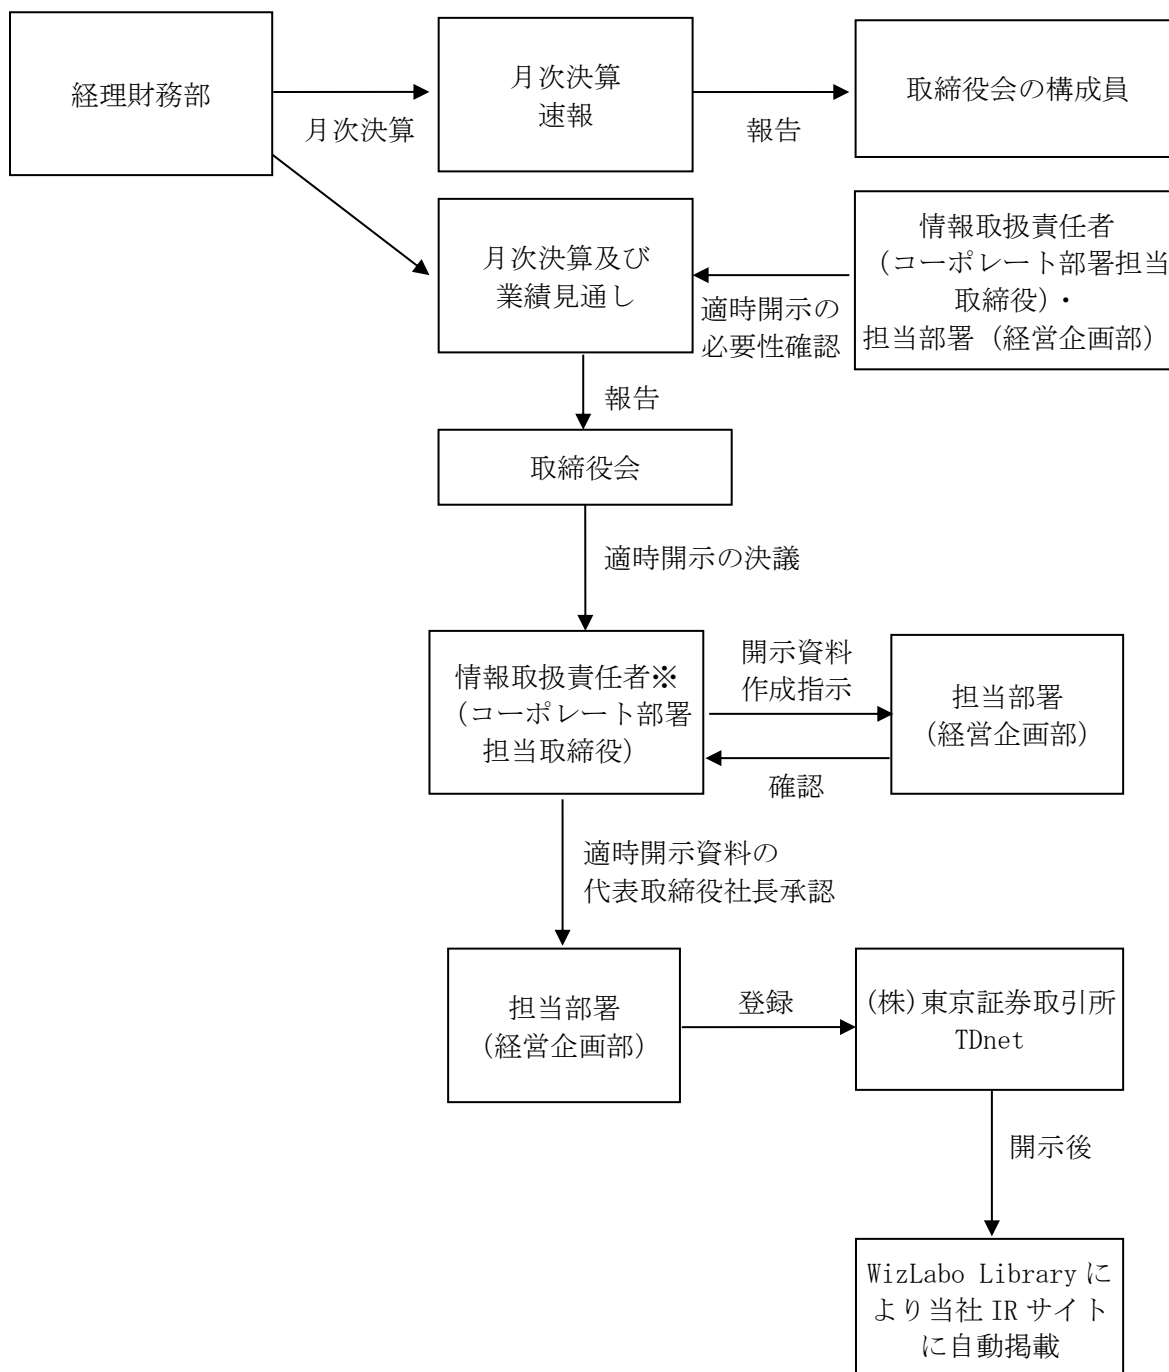 経理財務部
月次決算
月次決算
速報
報告
取締役会の構成員
月次決算及び
業績見通し
適時開示の
必要性確認
情報取扱責任者
（コーポレート部署担当
取締役）・
担当部署（経営企画部）
報告
取締役会
適時開示の決議
情報取扱責任者※
（コーポレート部署
担当取締役）
開示資料
作成指示
確認
担当部署
（経営企画部）
適時開示資料の
代表取締役社長承認
担当部署
（経営企画部）
登録
（株）東京証券取引所
TDnet
開示後
WizLabo Library に
より当社 IR サイト
に自動掲載